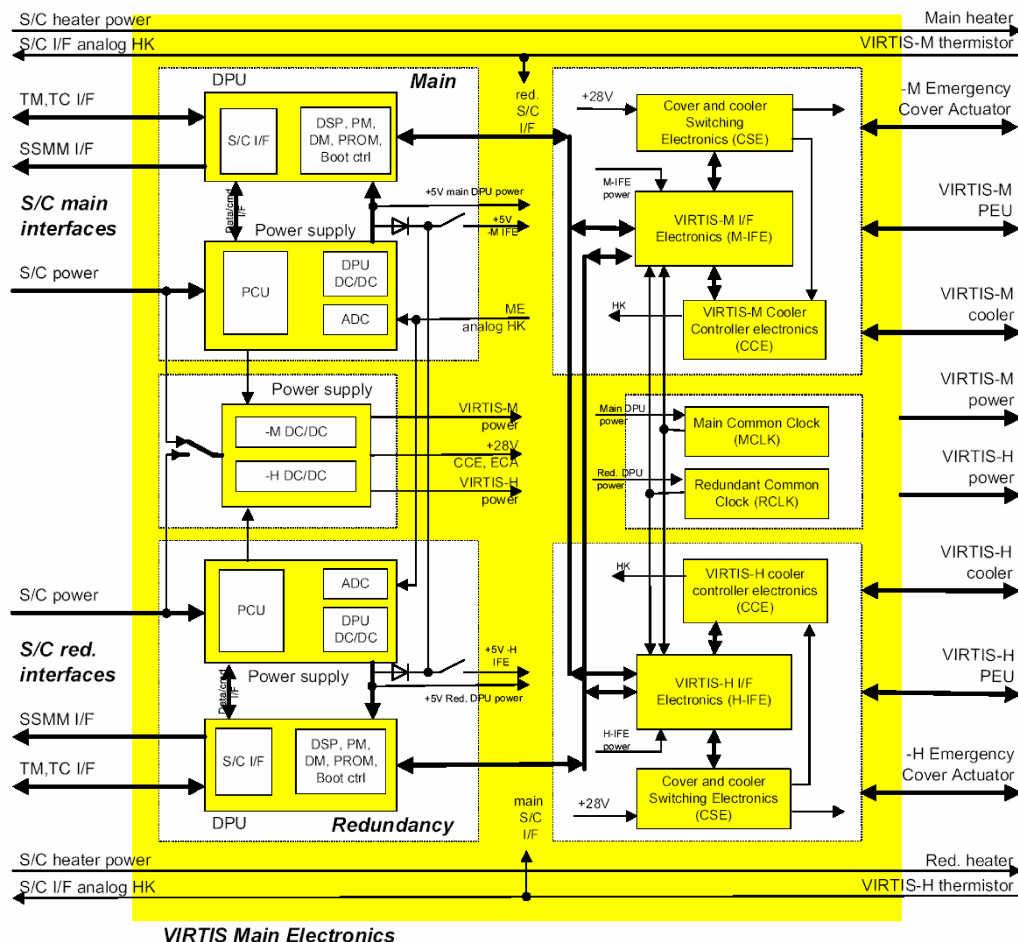 S/C heater power
Main heater
S/C I/F analog HK
VIRTIS-M thermistor
DPU
Main
red.
S/C
I/F
TM,TC I/F
S/C I/F
DSP, PM,
DM, PROM,
Boot ctrl
SSMM I/F
+28V
Cover and cooler
Switching
Electronics (CSE)
-M Emergency
Cover Actuator
S/C main
interfaces
Data/cmd
I/F
+5V main DPU power
+5V
-M IFE
M-IFE
power
VIRTIS-M I/F
Electronics (M-IFE)
VIRTIS-M
PEU
Power supply
S/C power
PCU
DPU
DC/DC
ADC
ME
analog HK
HK
VIRTIS-M Cooler
Controller electronics
(CCE)
VIRTIS-M
cooler
Power supply
-M DC/DC
-H DC/DC
VIRTIS-M
power
+28V
CCE, ECA
VIRTIS-H
power
Main DPU
power
Main Common Clock
(MCLK)
Red. DPU
power
Redundant Common
Clock (RCLK)
VIRTIS-M
power
VIRTIS-H
power
S/C power
PCU
ADC
DPU
DC/DC
HK
VIRTIS-H cooler
controller electronics
(CCE)
VIRTIS-H
cooler
S/C red.
interfaces
Power supply
Data/cmd
I/F
+5V -H
IFE
+5V Red. DPU power
VIRTIS-H I/F
Electronics (H-IFE)
VIRTIS-H
PEU
SSMM I/F
S/C I/F
DSP, PM,
DM, PROM,
Boot ctrl
H-IFE
power
TM,TC I/F
+28V
Cover and cooler
Switching Electronics
(CSE)
-H Emergency
Cover Actuator
DPU
Redundancy
main
S/C
I/F
S/C heater power
Red. heater
S/C I/F analog HK
VIRTIS-H thermistor
VIRTIS Main Electronics